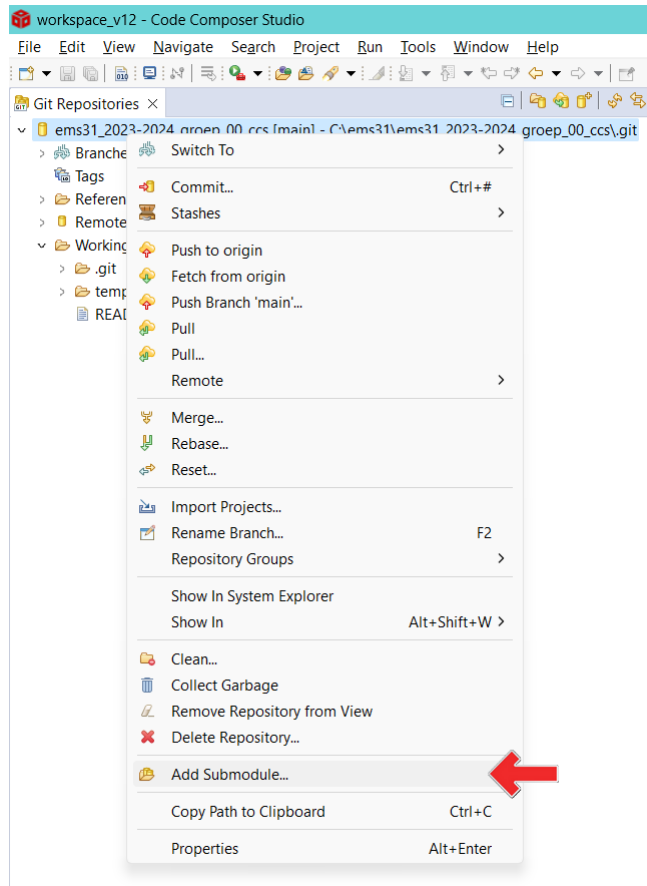 workspace_v12 - Code Composer Studio
File Edit View Navigate Search Project Run Tools Window Help
Git Repositories
ems31_2023-2024_groep_00_ccs [main] - C:\ems31\ems31_2023-2024_groep_00_ccs\.git
Branche
Tags
Referen
Remote
Working
.git
temp
READ
Switch To
Commit... Ctrl+#
Stashes
Push to origin
Fetch from origin
Push Branch 'main'...
Pull
Pull...
Remote
Merge...
Rebase...
Reset...
Import Projects...
Rename Branch... F2
Repository Groups
Show In System Explorer
Show In Alt+Shift+W
Clean...
Collect Garbage
Remove Repository from View
Delete Repository...
Add Submodule...
Copy Path to Clipboard Ctrl+C
Properties Alt+Enter